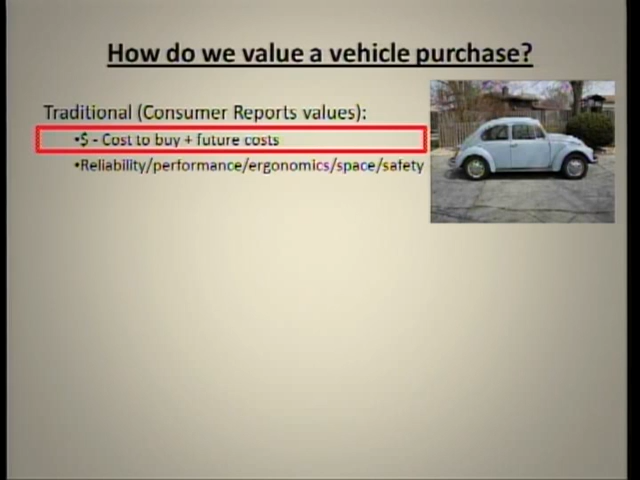 How do we value a vehicle purchase?
Traditional (Consumer Reports values):
•$ - Cost to buy + future costs
•Reliability/performance/ergonomics/space/safety